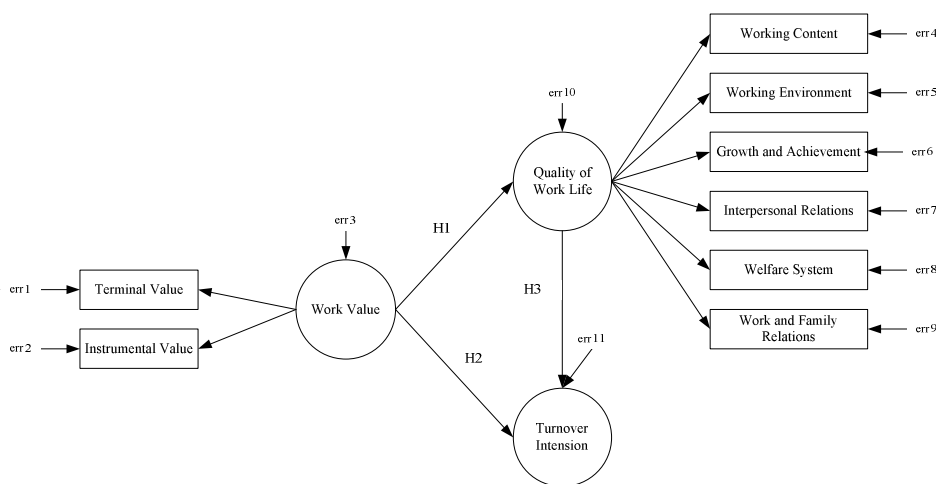 Working Content
err4
err10
Working Environment
err5
Quality of
Work Life
Growth and Achievement
err6
Interpersonal Relations
err7
H1
err3
Welfare System
err8
err1
Terminal Value
Work Value
H3
Work and Family
Relations
err9
err2
Instrumental Value
H2
err11
Turnover
Intension